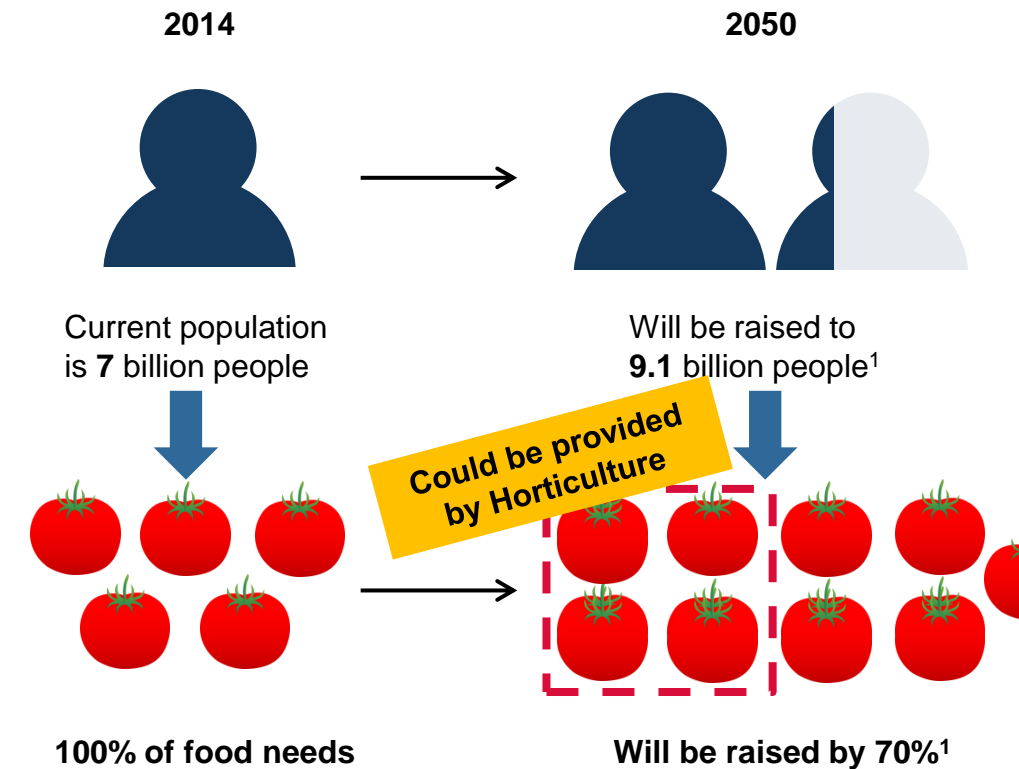 2014
2050
Current population
is 7 billion people
Will be raised to
9.1 billion people¹
Could be provided
by Horticulture
100% of food needs
Will be raised by 70%¹